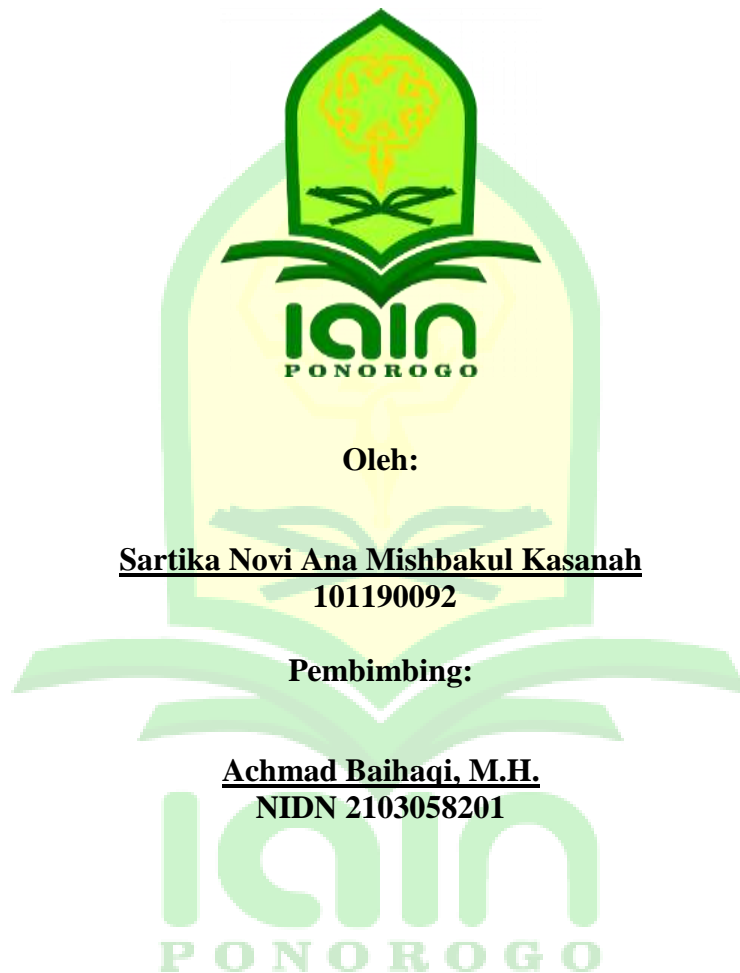 IAIN
PONOROGO
Oleh:
Sartika Novi Ana Mishbakul Kasanah
101190092
Pembimbing:
Achmad Baihaqi, M.H.
NIDN 2103058201
IAIN
PONOROGO